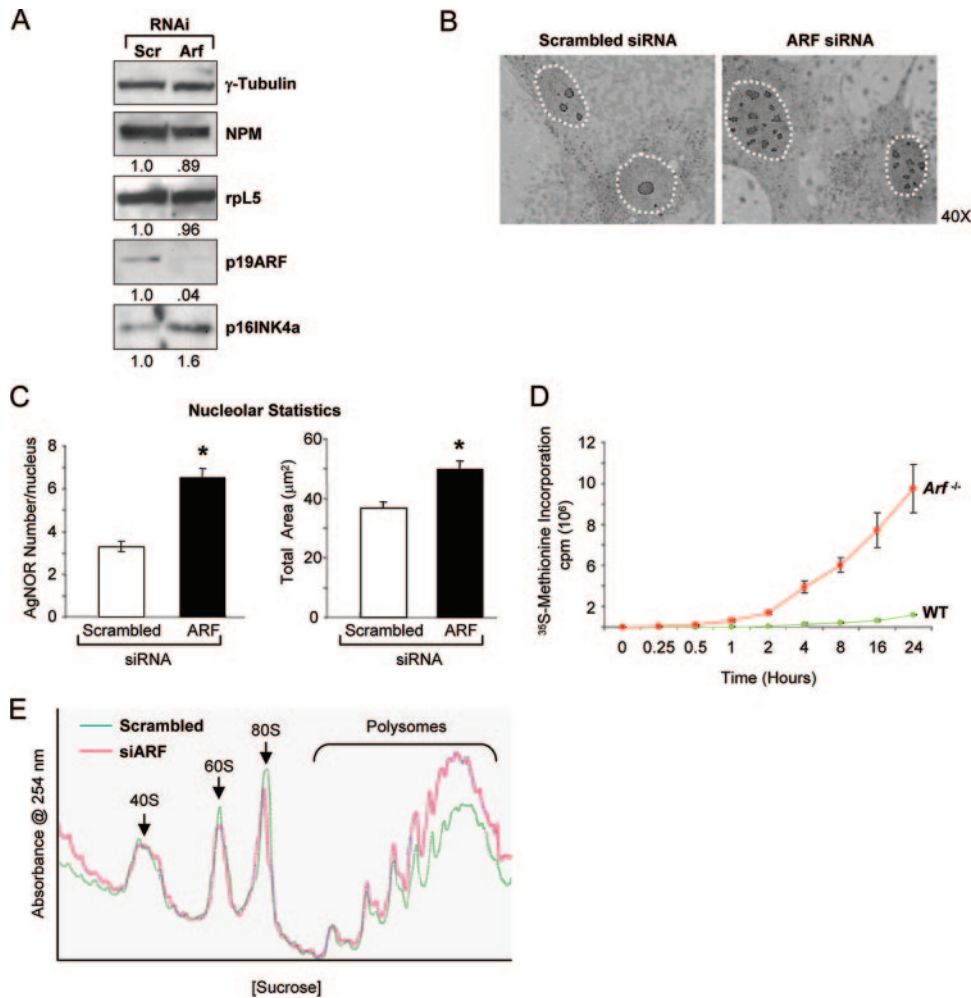 A
RNAi
Scr Arf
γ-Tubulin
NPM
1.0 .89
rpL5
1.0 .96
p19ARF
1.0 .04
p16INK4a
1.0 1.6
B
Scrambled siRNA ARF siRNA
40X
C
Nucleolar Statistics
AgNOR Number/nucleus
8
6
4
2
0
Scrambled ARF
siRNA
*
Total Area (μm²)
60
40
20
0
Scrambled ARF
siRNA
*
D
³⁵S-Methionine Incorporation
cpm (10⁶)
12
10
8
6
4
2
Arf -/-
WT
0 0.25 0.5 1 2 4 8 16 24
Time (Hours)
E
Scrambled
siARF
40S
60S
80S
Polysomes
Absorbance @ 254 nm
[Sucrose]